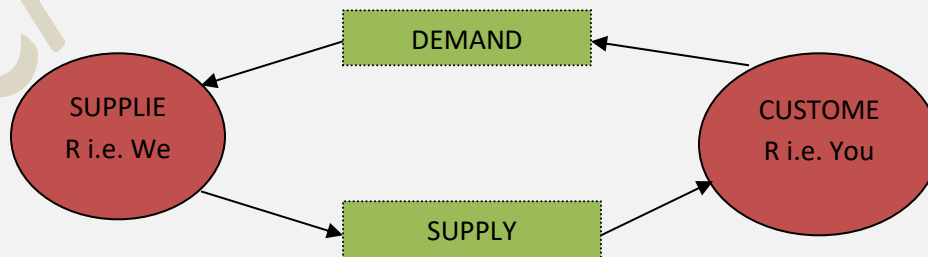 DEMAND
SUPPLIE
R i.e. We
CUSTOME
R i.e. You
SUPPLY